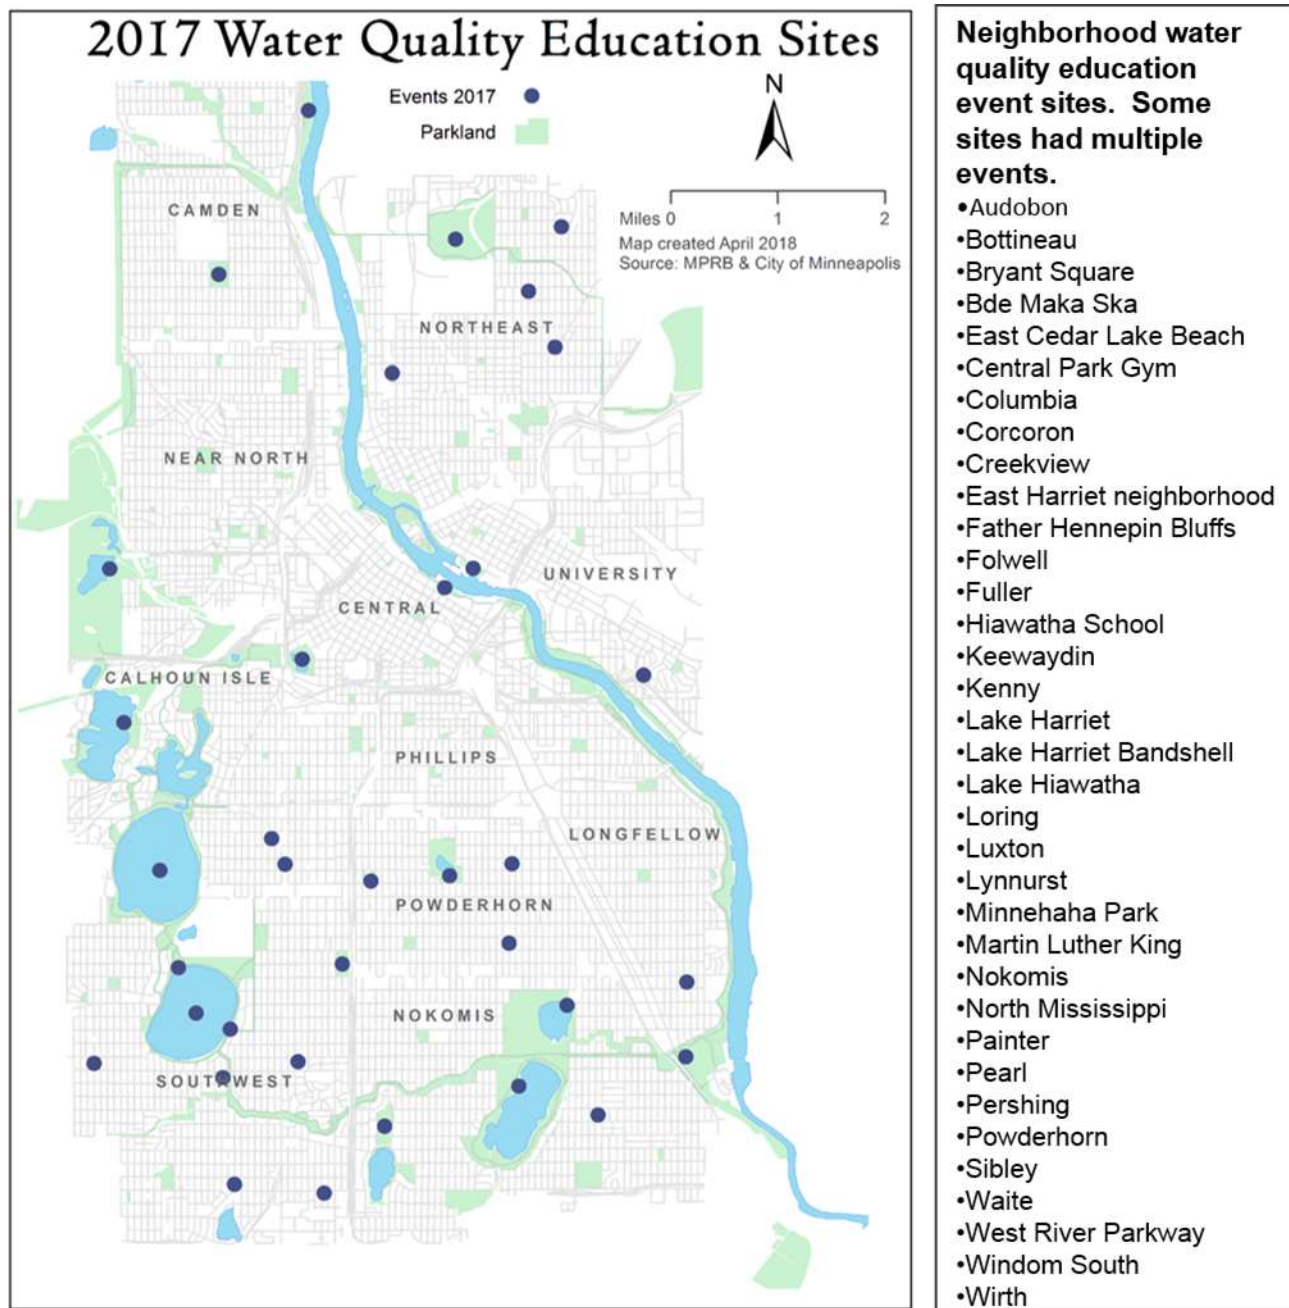 2017 Water Quality Education Sites
Events 2017
Parkland
N
Miles 0 1 2
Map created April 2018
Source: MPRB & City of Minneapolis
CAMDEN
NORTHEAST
NEAR NORTH
UNIVERSITY
CENTRAL
CALHOUN ISLE
PHILLIPS
LONGFELLOW
POWDERHORN
NOKOMIS
SOUTHWEST
Neighborhood water
quality education
event sites. Some
sites had multiple
events.
•Audobon
•Bottineau
•Bryant Square
•Bde Maka Ska
•East Cedar Lake Beach
•Central Park Gym
•Columbia
•Corcoron
•Creekview
•East Harriet neighborhood
•Father Hennepin Bluffs
•Folwell
•Fuller
•Hiawatha School
•Keewaydin
•Kenny
•Lake Harriet
•Lake Harriet Bandshell
•Lake Hiawatha
•Loring
•Luxton
•Lynnurst
•Minnehaha Park
•Martin Luther King
•Nokomis
•North Mississippi
•Painter
•Pearl
•Pershing
•Powderhorn
•Sibley
•Waite
•West River Parkway
•Windom South
•Wirth